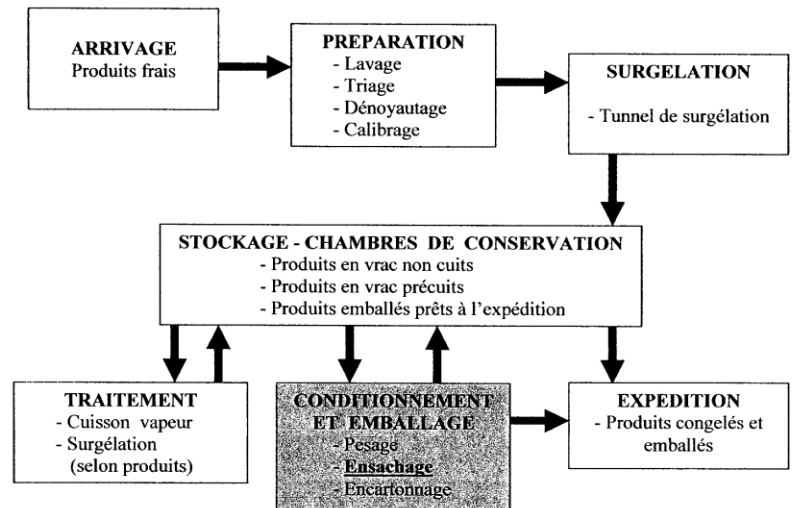 ARRIVAGE
Produits frais
PREPARATION
- Lavage
- Triage
- Dénoyautage
- Calibrage
SURGELATION
- Tunnel de surgélation
STOCKAGE - CHAMBRES DE CONSERVATION
- Produits en vrac non cuits
- Produits en vrac précuits
- Produits emballés prêts à l'expédition
TRAITEMENT
- Cuisson vapeur
- Surgélation
(selon produits)
CONDITIONNEMENT
ET EMBALLAGE
- Pesage
- Ensachage
- Encartonnage
EXPEDITION
- Produits congelés et
emballés